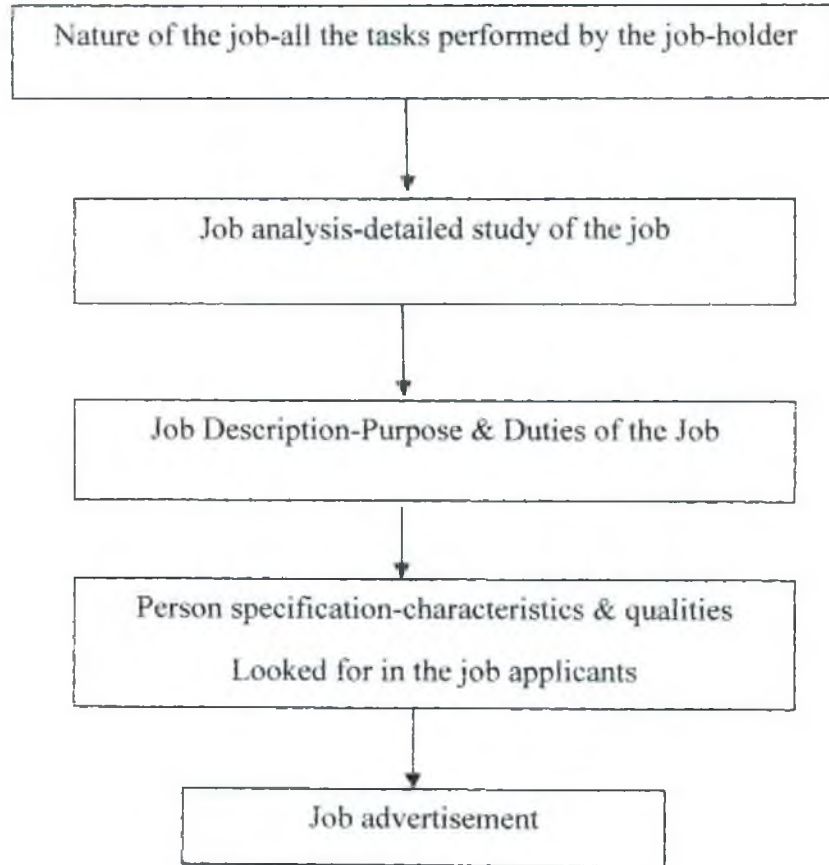 Nature of the job-all the tasks performed by the job-holder
Job analysis-detailed study of the job
Job Description-Purpose & Duties of the Job
Person specification-characteristics & qualities
Looked for in the job applicants
Job advertisement